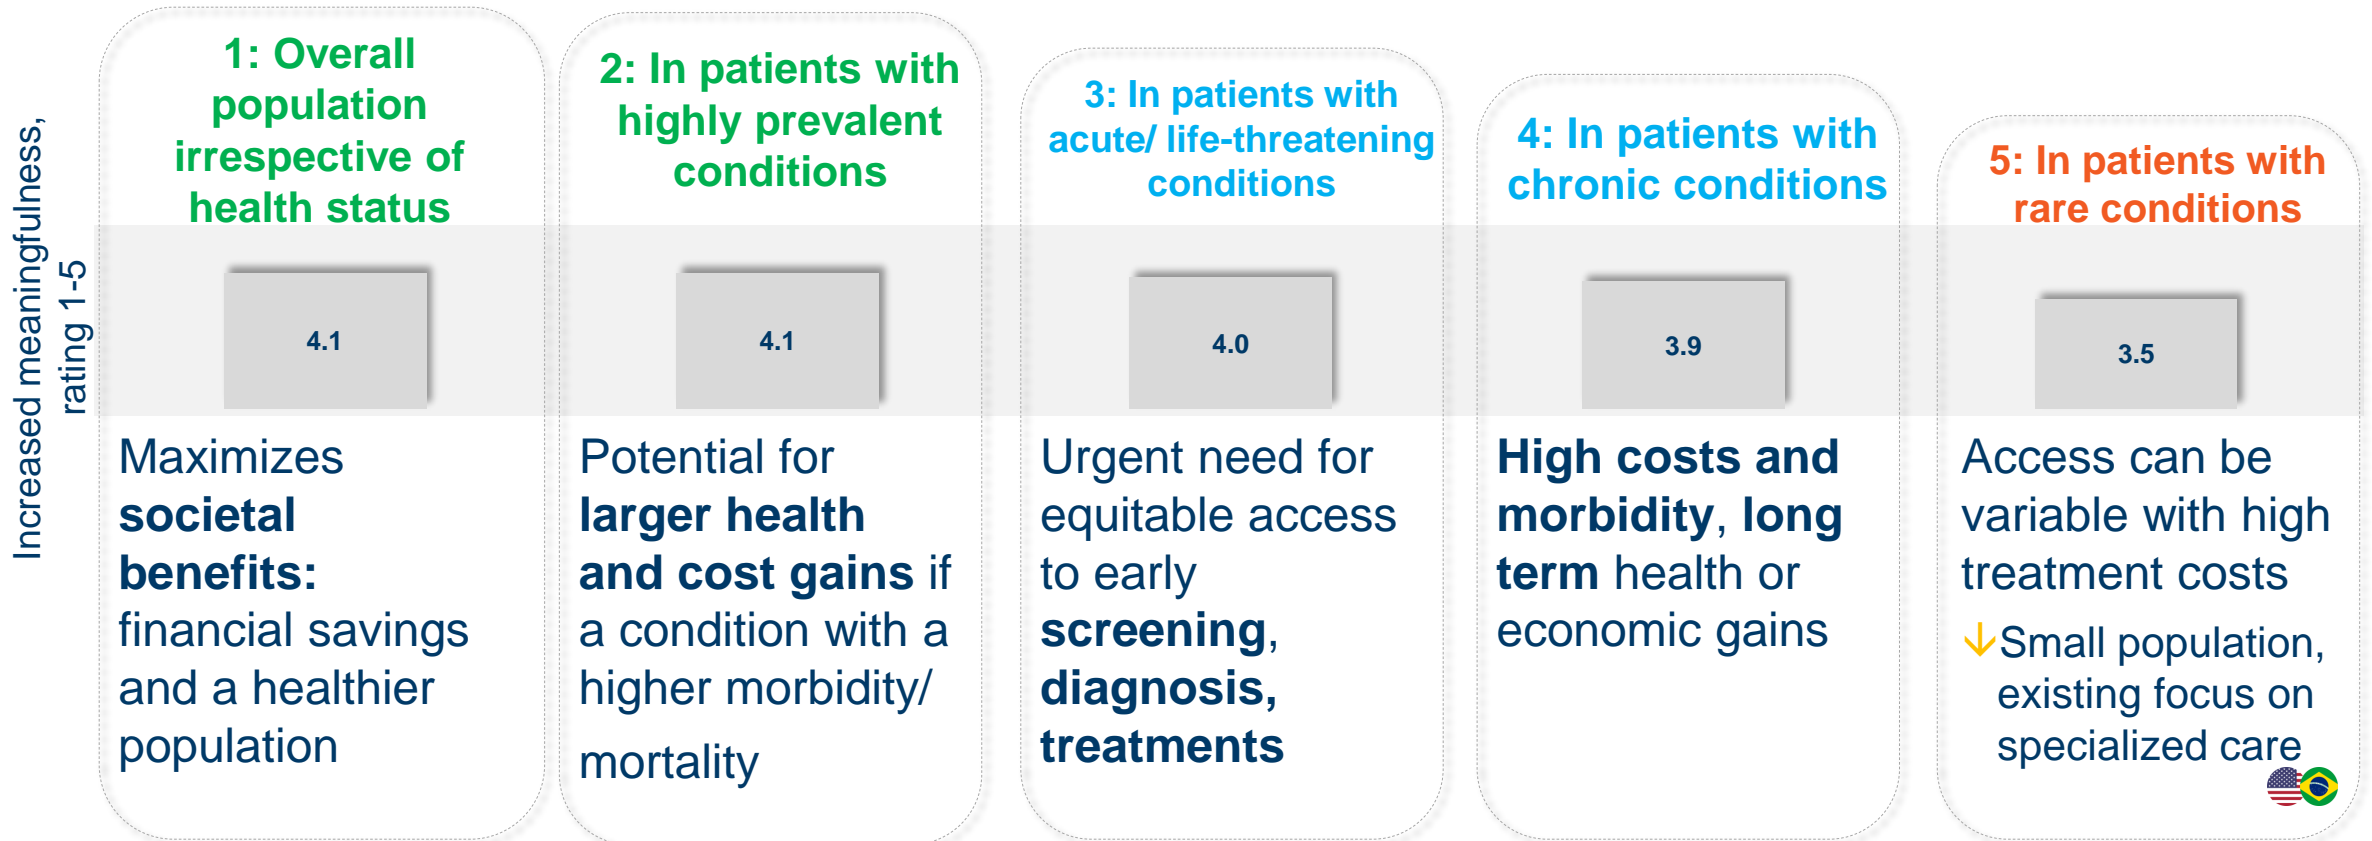 Increased meaningfulness,
rating 1-5
1: Overall
population
irrespective of
health status
4.1
Maximizes
societal
benefits:
financial savings
and a healthier
population
2: In patients with
highly prevalent
conditions
4.1
Potential for
larger health
and cost gains if
a condition with a
higher morbidity/
mortality
3: In patients with
acute/ life-threatening
conditions
4.0
Urgent need for
equitable access
to early
screening,
diagnosis,
treatments
4: In patients with
chronic conditions
3.9
High costs and
morbidity, long
term health or
economic gains
5: In patients with
rare conditions
3.5
Access can be
variable with high
treatment costs
↓Small population,
existing focus on
specialized care